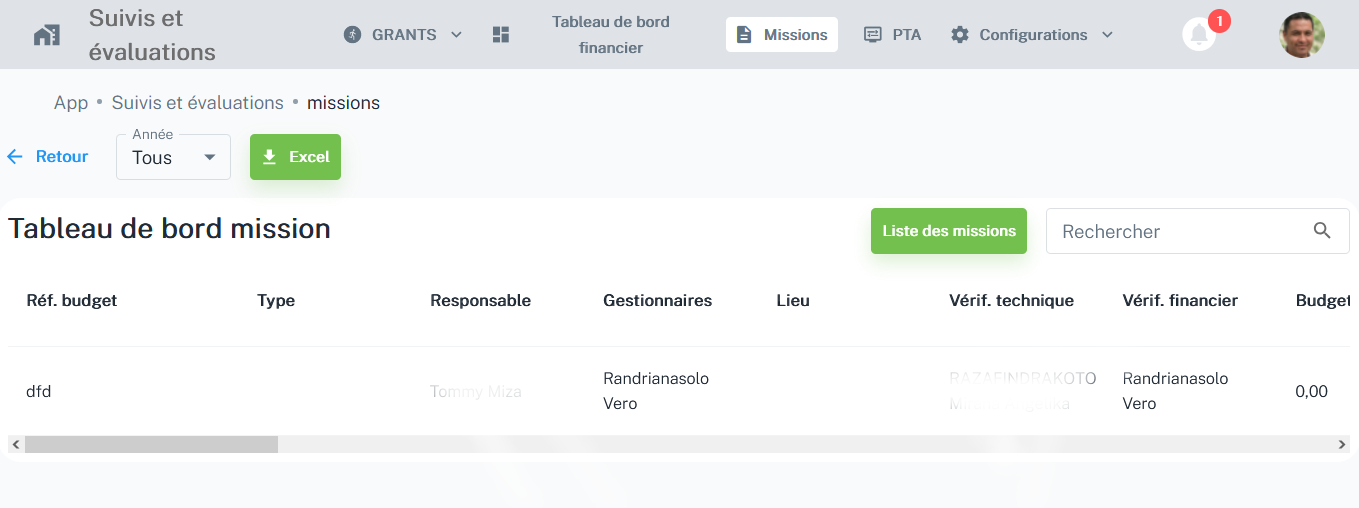 Suivis et
évaluations
GRANTS
Tableau de bord
financier
Missions
PTA
Configurations
1
App • Suivis et évaluations • missions
Retour
Année
Tous
Excel
Tableau de bord mission
Liste des missions
Rechercher
Réf. budget Type Responsable Gestionnaires Lieu Vérif. technique Vérif. financier Budget
dfd
Tommy Miza
Randrianasolo
Vero
RAZAFINDRAKOTO
Randrianasolo
Vero
0,00